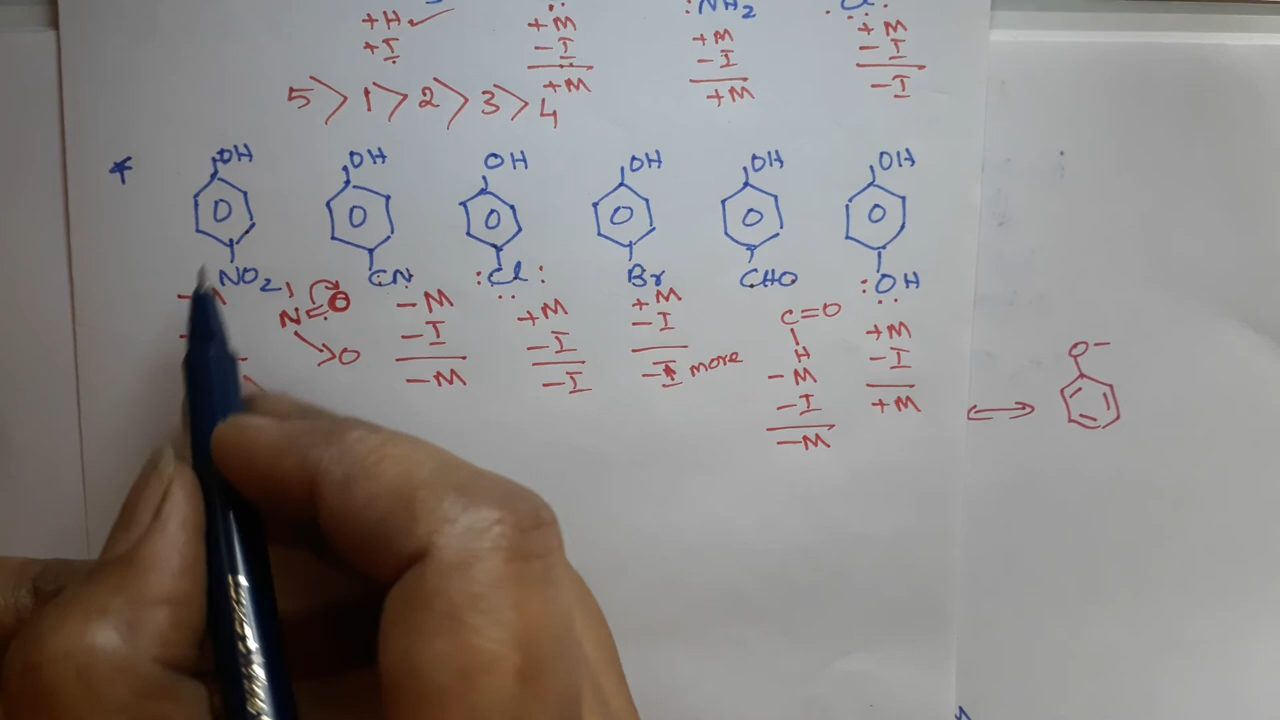 +H :NH₂ Cl
+I +M +M +M
-I -I -I
+M +M -I
5 > 1 > 2 > 3 > 4
* OH OH OH OH OH OH
NO₂ CN :Cl: Br CHO :OH
N=O -M +M +M C=O +M
O -I -I -I H -I
-M -I -I more -M +M
-I
-M
O⁻